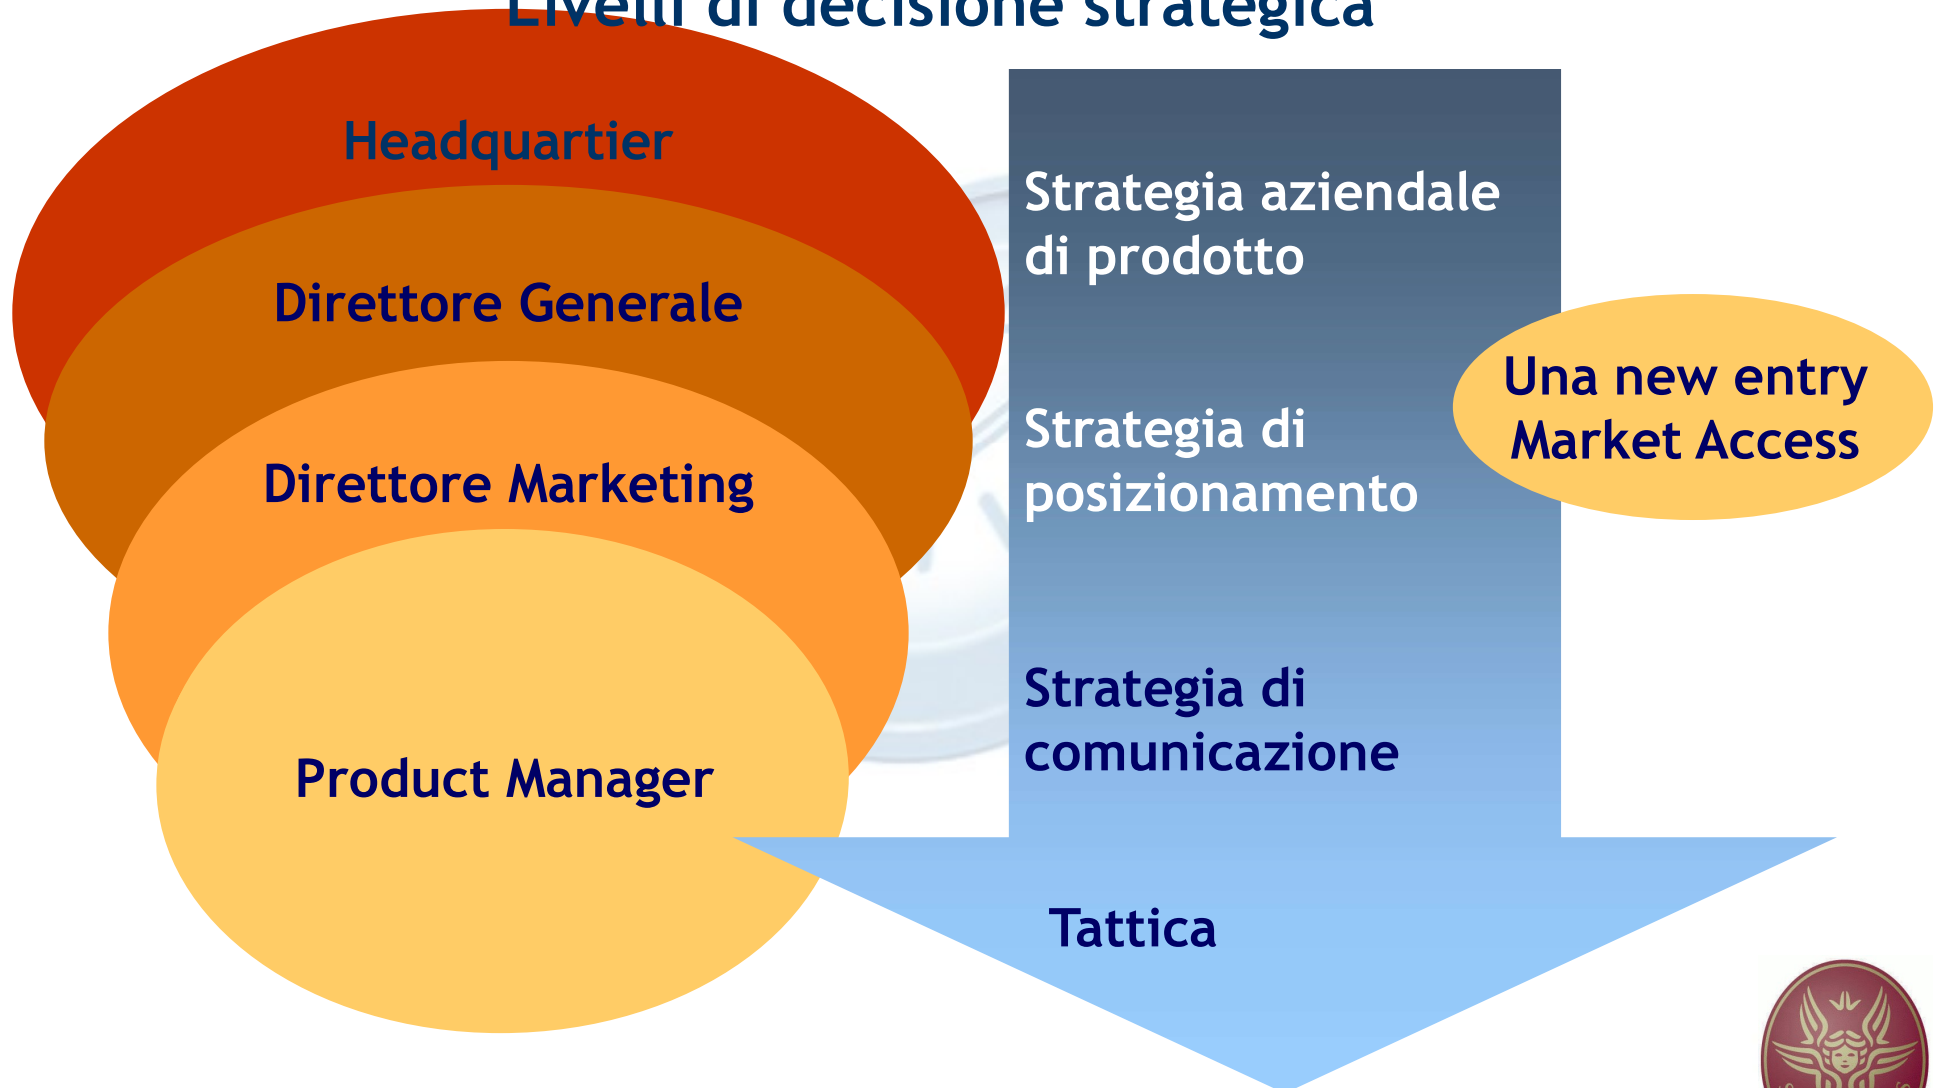 Livelli di decisione strategica
Headquartier
Direttore Generale
Direttore Marketing
Product Manager
Strategia aziendale
di prodotto
Strategia di
posizionamento
Strategia di
comunicazione
Tattica
Una new entry
Market Access